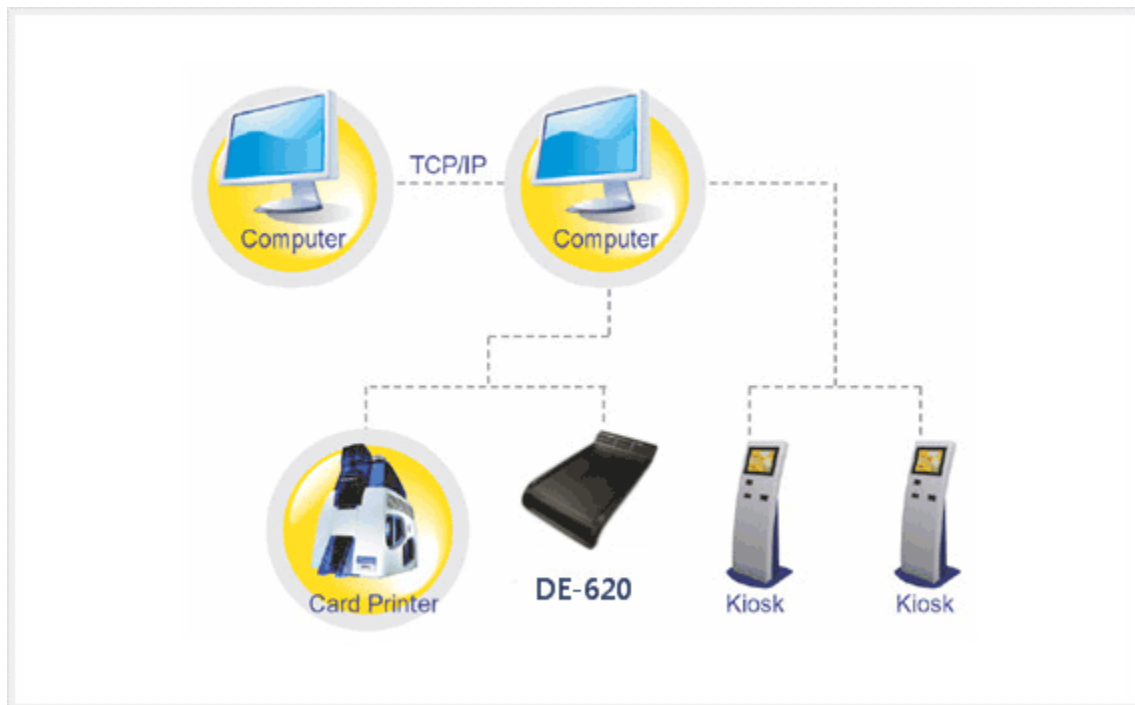 TCP/IP
Computer
Computer
Card Printer
DE-620
Kiosk
Kiosk